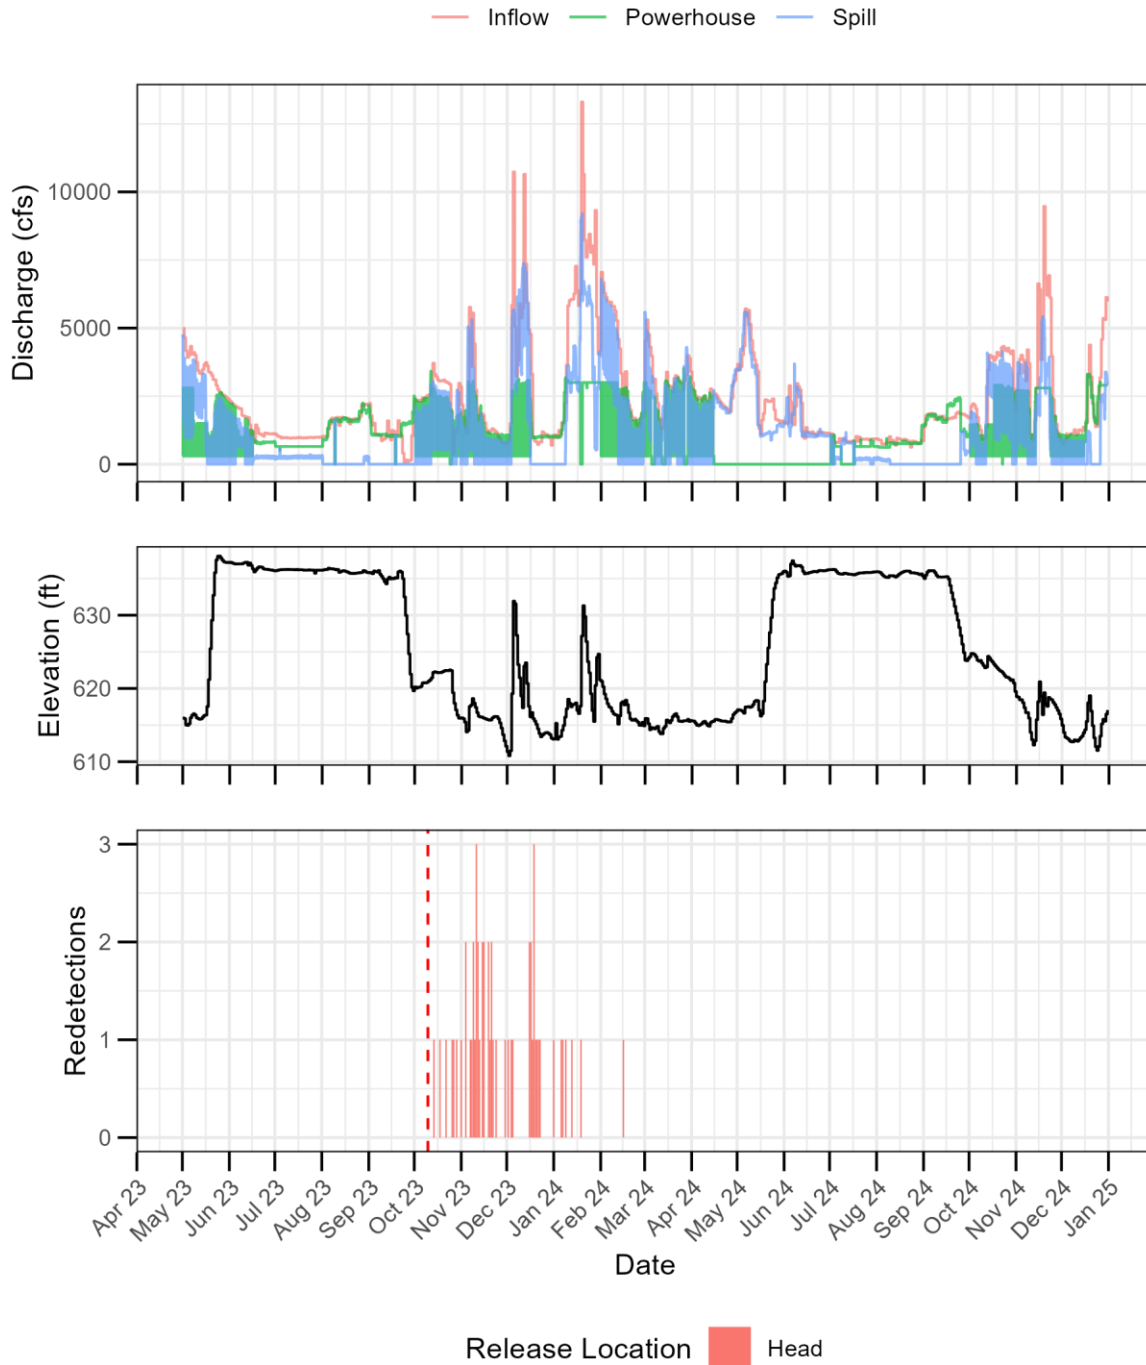 Inflow Powerhouse Spill
Discharge (cfs)
10000
5000
0
Elevation (ft)
630
620
610
Redetections
3
2
1
0
Apr 23 May 23 Jun 23 Jul 23 Aug 23 Sep 23 Oct 23 Nov 23 Dec 23 Jan 24 Feb 24 Mar 24 Apr 24 May 24 Jun 24 Jul 24 Aug 24 Sep 24 Oct 24 Nov 24 Dec 24 Jan 25
Date
Release Location Head